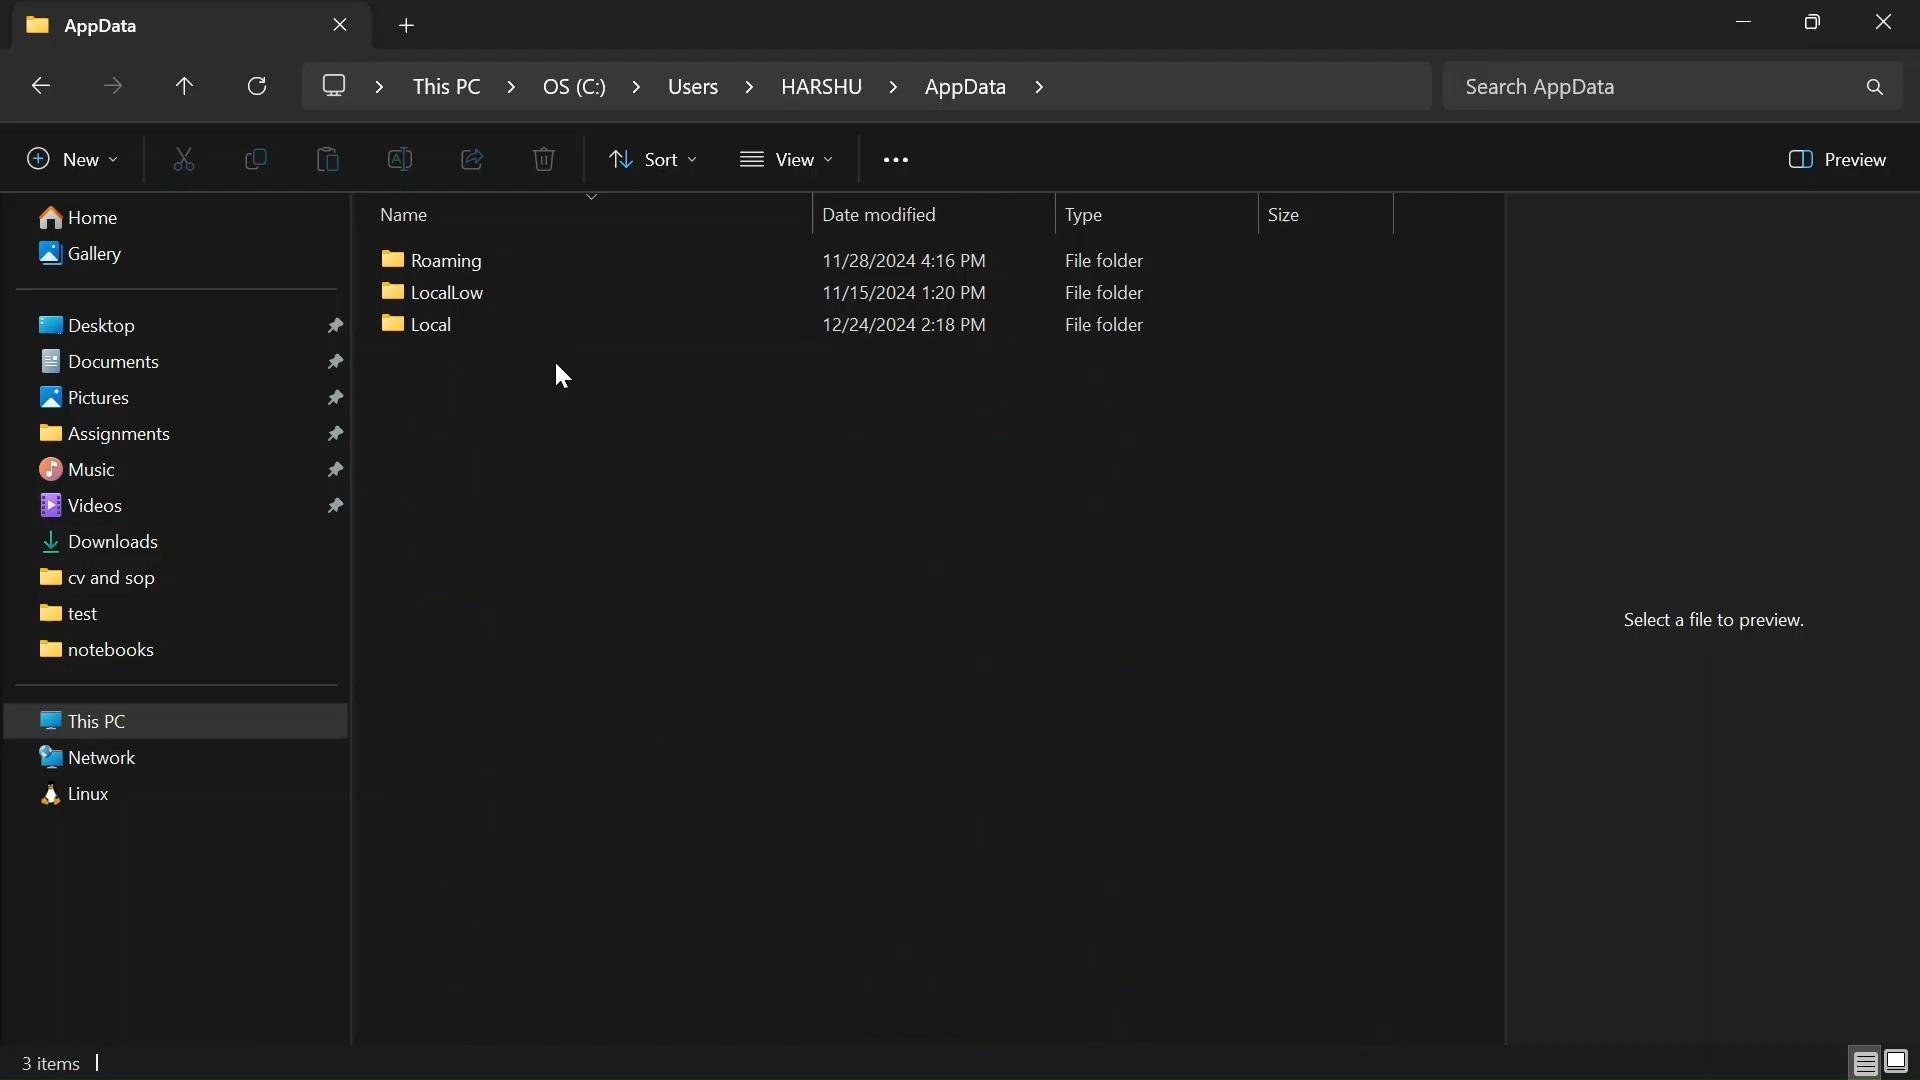 AppData
This PC > OS (C:) > Users > HARSHU > AppData >
Search AppData
New
Sort
View
Preview
Home
Gallery
Desktop
Documents
Pictures
Assignments
Music
Videos
Downloads
cv and sop
test
notebooks
This PC
Network
Linux
Name Date modified Type Size
Roaming 11/28/2024 4:16 PM File folder
LocalLow 11/15/2024 1:20 PM File folder
Local 12/24/2024 2:18 PM File folder
Select a file to preview.
3 items